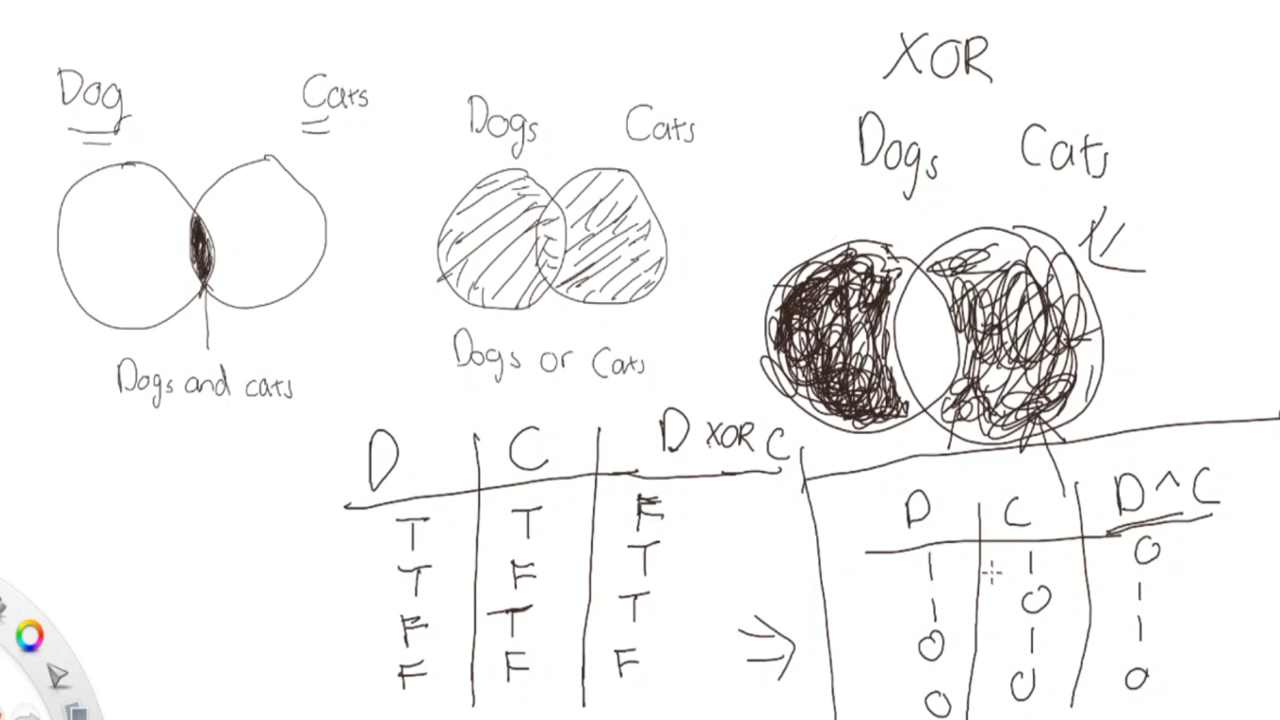 Dog Cats
Dogs and cats
Dogs Cats
Dogs or Cats
XOR
Dogs Cats
D C D XOR C
T T F
T F T
F T T
F F F
D C D ^ C
1 1 0
1 0 1
0 1 1
0 0 0